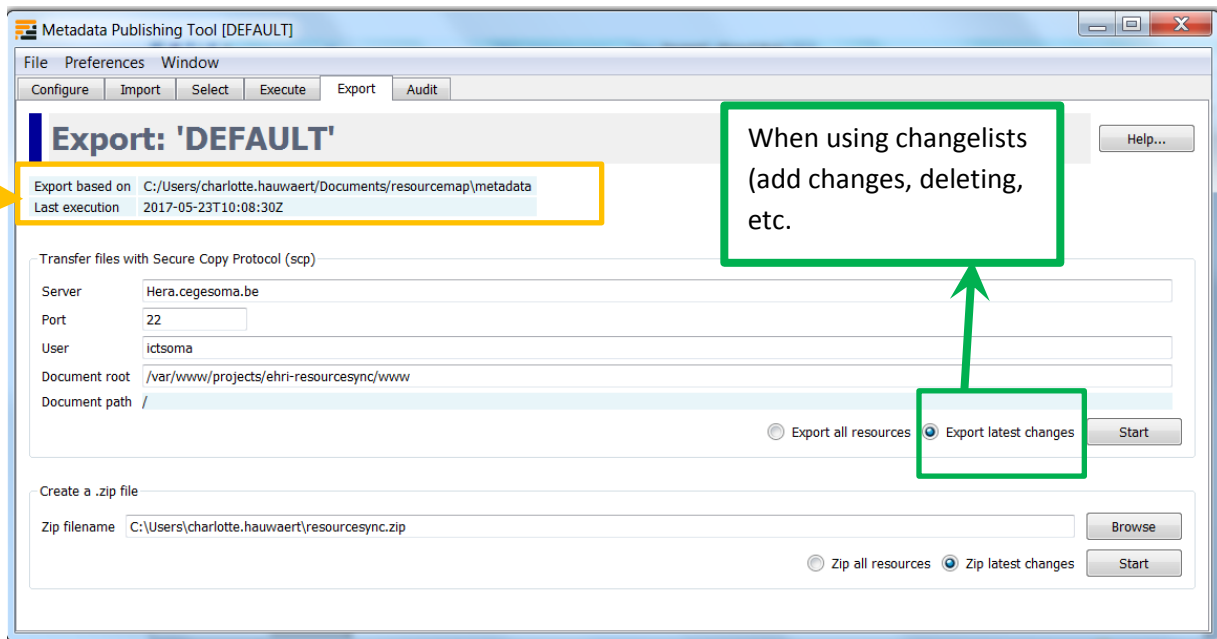 Metadata Publishing Tool [DEFAULT]
File Preferences Window
Configure Import Select Execute Export Audit
Export: 'DEFAULT'
Help...
When using changelists
(add changes, deleting,
etc.
Export based on C:/Users/charlotte.hauwaert/Documents/resourcemap\metadata
Last execution 2017-05-23T10:08:30Z
Transfer files with Secure Copy Protocol (scp)
Server Hera.cegesoma.be
Port 22
User ictsoma
Document root /var/www/projects/ehri-resourcesync/www
Document path /
Export all resources Export latest changes Start
Create a .zip file
Zip filename C:\Users\charlotte.hauwaert\resourcesync.zip Browse
Zip all resources Zip latest changes Start